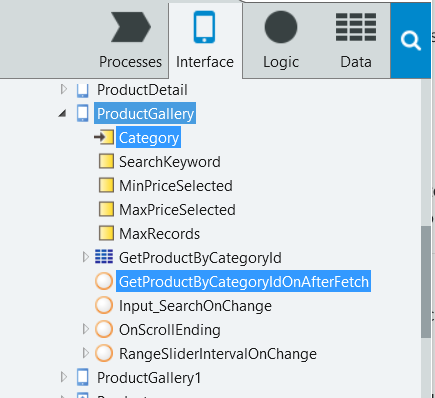 Processes Interface Logic Data
ProductDetail
ProductGallery
Category
SearchKeyword
MinPriceSelected
MaxPriceSelected
MaxRecords
GetProductByCategoryId
GetProductByCategoryIdOnAfterFetch
Input_SearchOnChange
OnScrollEnding
RangeSliderIntervalOnChange
ProductGallery1